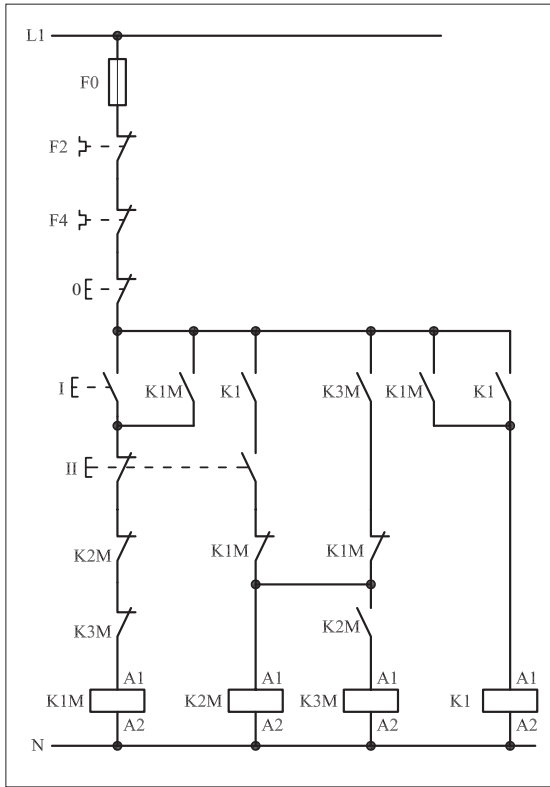 L1
F0
F2
F4
0
I K1M K1 K3M K1M K1
II
K2M K1M K1M
K3M K2M
A1 A1 A1 A1
K1M K2M K3M K1
A2 A2 A2 A2
N